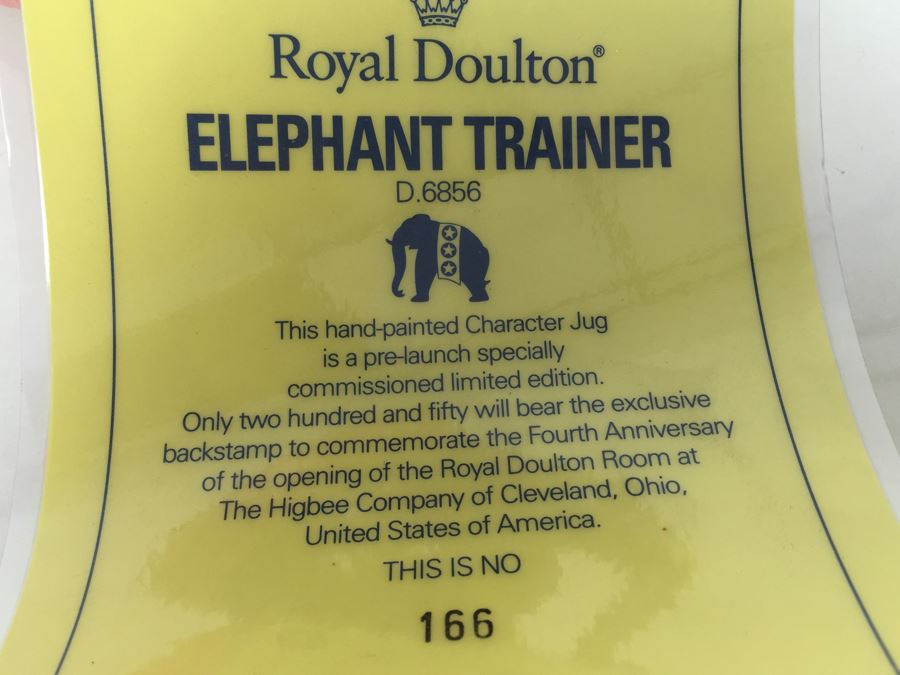 Royal Doulton®
ELEPHANT TRAINER
D.6856
This hand-painted Character Jug
is a pre-launch specially
commissioned limited edition.
Only two hundred and fifty will bear the exclusive
backstamp to commemorate the Fourth Anniversary
of the opening of the Royal Doulton Room at
The Higbee Company of Cleveland, Ohio,
United States of America.
THIS IS NO
166